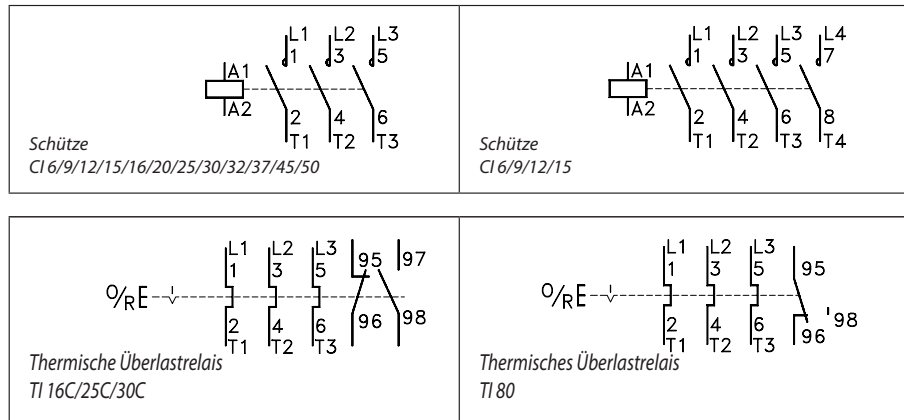 L1 L2 L3
A1 1 3 5
A2 2 4 6
T1 T2 T3
Schütze
CI 6/9/12/15/16/20/25/30/32/37/45/50
L1 L2 L3 L4
A1 1 3 5 7
A2 2 4 6 8
T1 T2 T3 T4
Schütze
CI 6/9/12/15
L1 L2 L3
1 3 5 95 97
O/RE
2 4 6 96 98
T1 T2 T3
Thermische Überlastrelais
TI 16C/25C/30C
L1 L2 L3
1 3 5 95
O/RE
2 4 6 96 98
T1 T2 T3
Thermisches Überlastrelais
TI 80